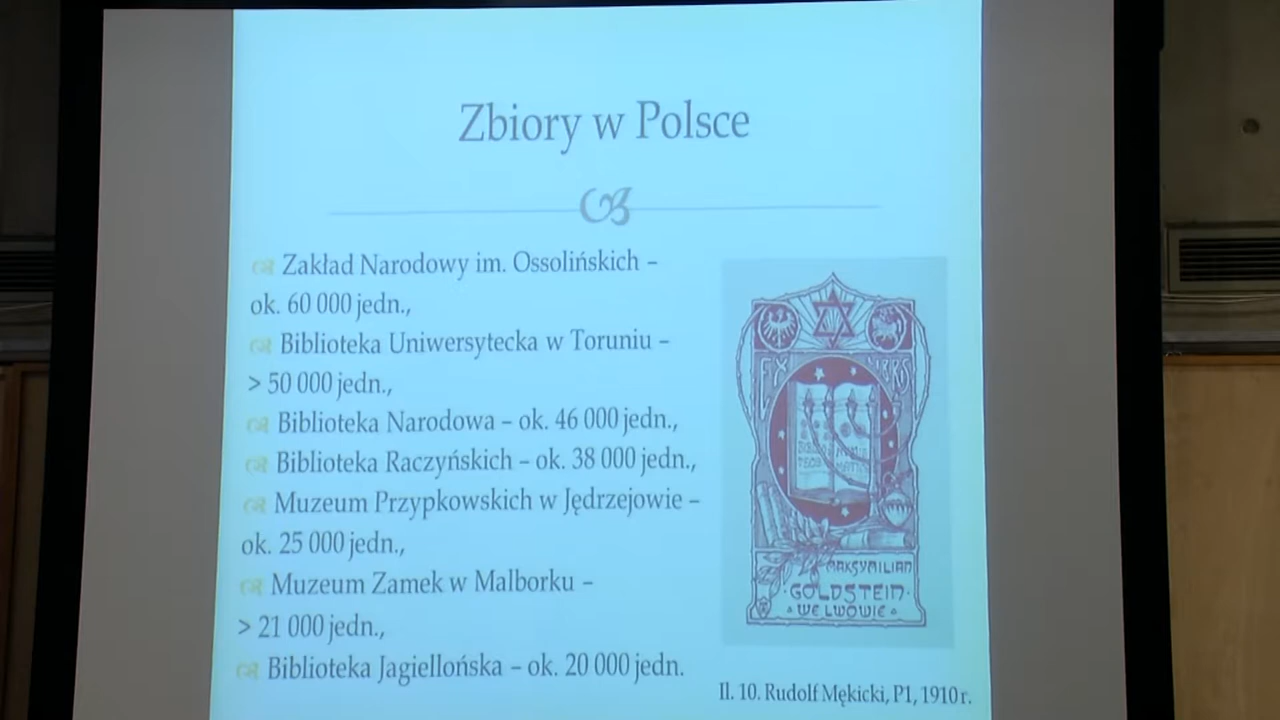 Zbiory w Polsce
Zakład Narodowy im. Ossolińskich –
ok. 60 000 jedn.,
Biblioteka Uniwersytecka w Toruniu –
> 50 000 jedn.,
Biblioteka Narodowa – ok. 46 000 jedn.,
Biblioteka Raczyńskich – ok. 38 000 jedn.,
Muzeum Przypkowskich w Jędrzejowie –
ok. 25 000 jedn.,
Muzeum Zamek w Malborku –
> 21 000 jedn.,
Biblioteka Jagiellońska – ok. 20 000 jedn.
EX LIBRIS
MAKSYMILIAN
GOLDSTEIN
WE LWOWIE
Il. 10. Rudolf Mękicki, P1, 1910 r.